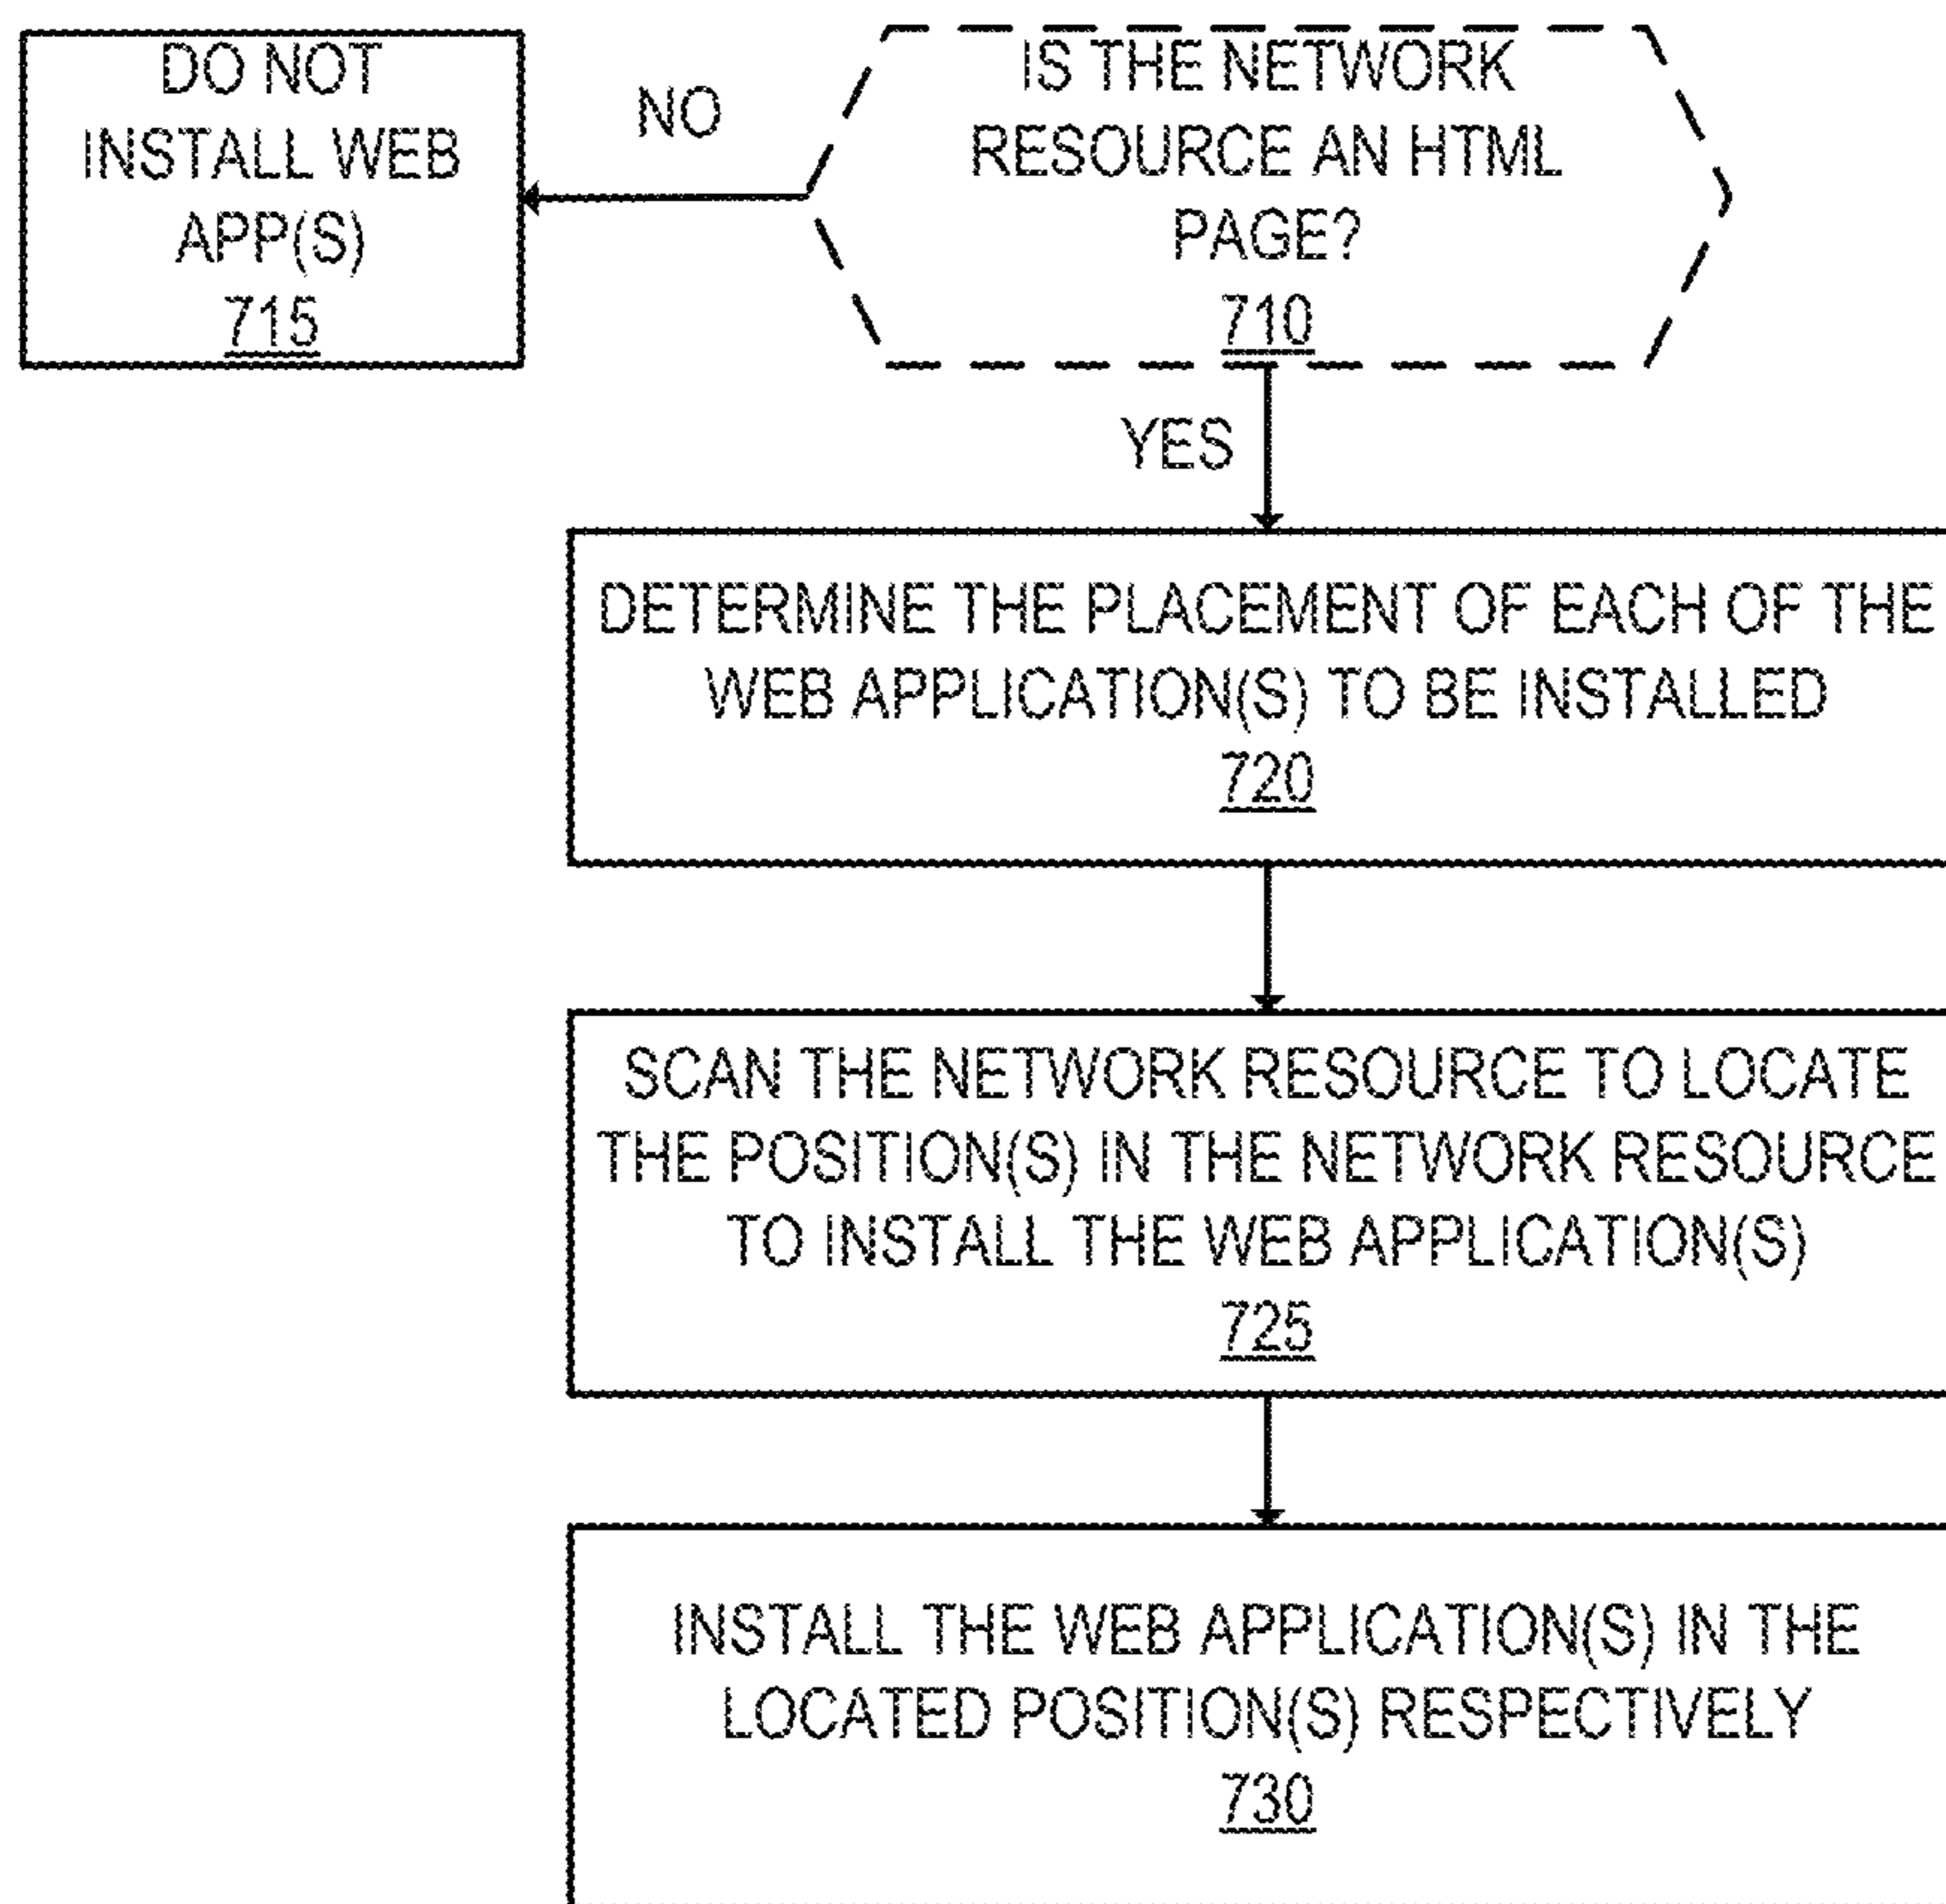 DO NOT
INSTALL WEB
APP(S)
715
NO
IS THE NETWORK
RESOURCE AN HTML
PAGE?
710
YES
DETERMINE THE PLACEMENT OF EACH OF THE
WEB APPLICATION(S) TO BE INSTALLED
720
SCAN THE NETWORK RESOURCE TO LOCATE
THE POSITION(S) IN THE NETWORK RESOURCE
TO INSTALL THE WEB APPLICATION(S)
725
INSTALL THE WEB APPLICATION(S) IN THE
LOCATED POSITION(S) RESPECTIVELY
730